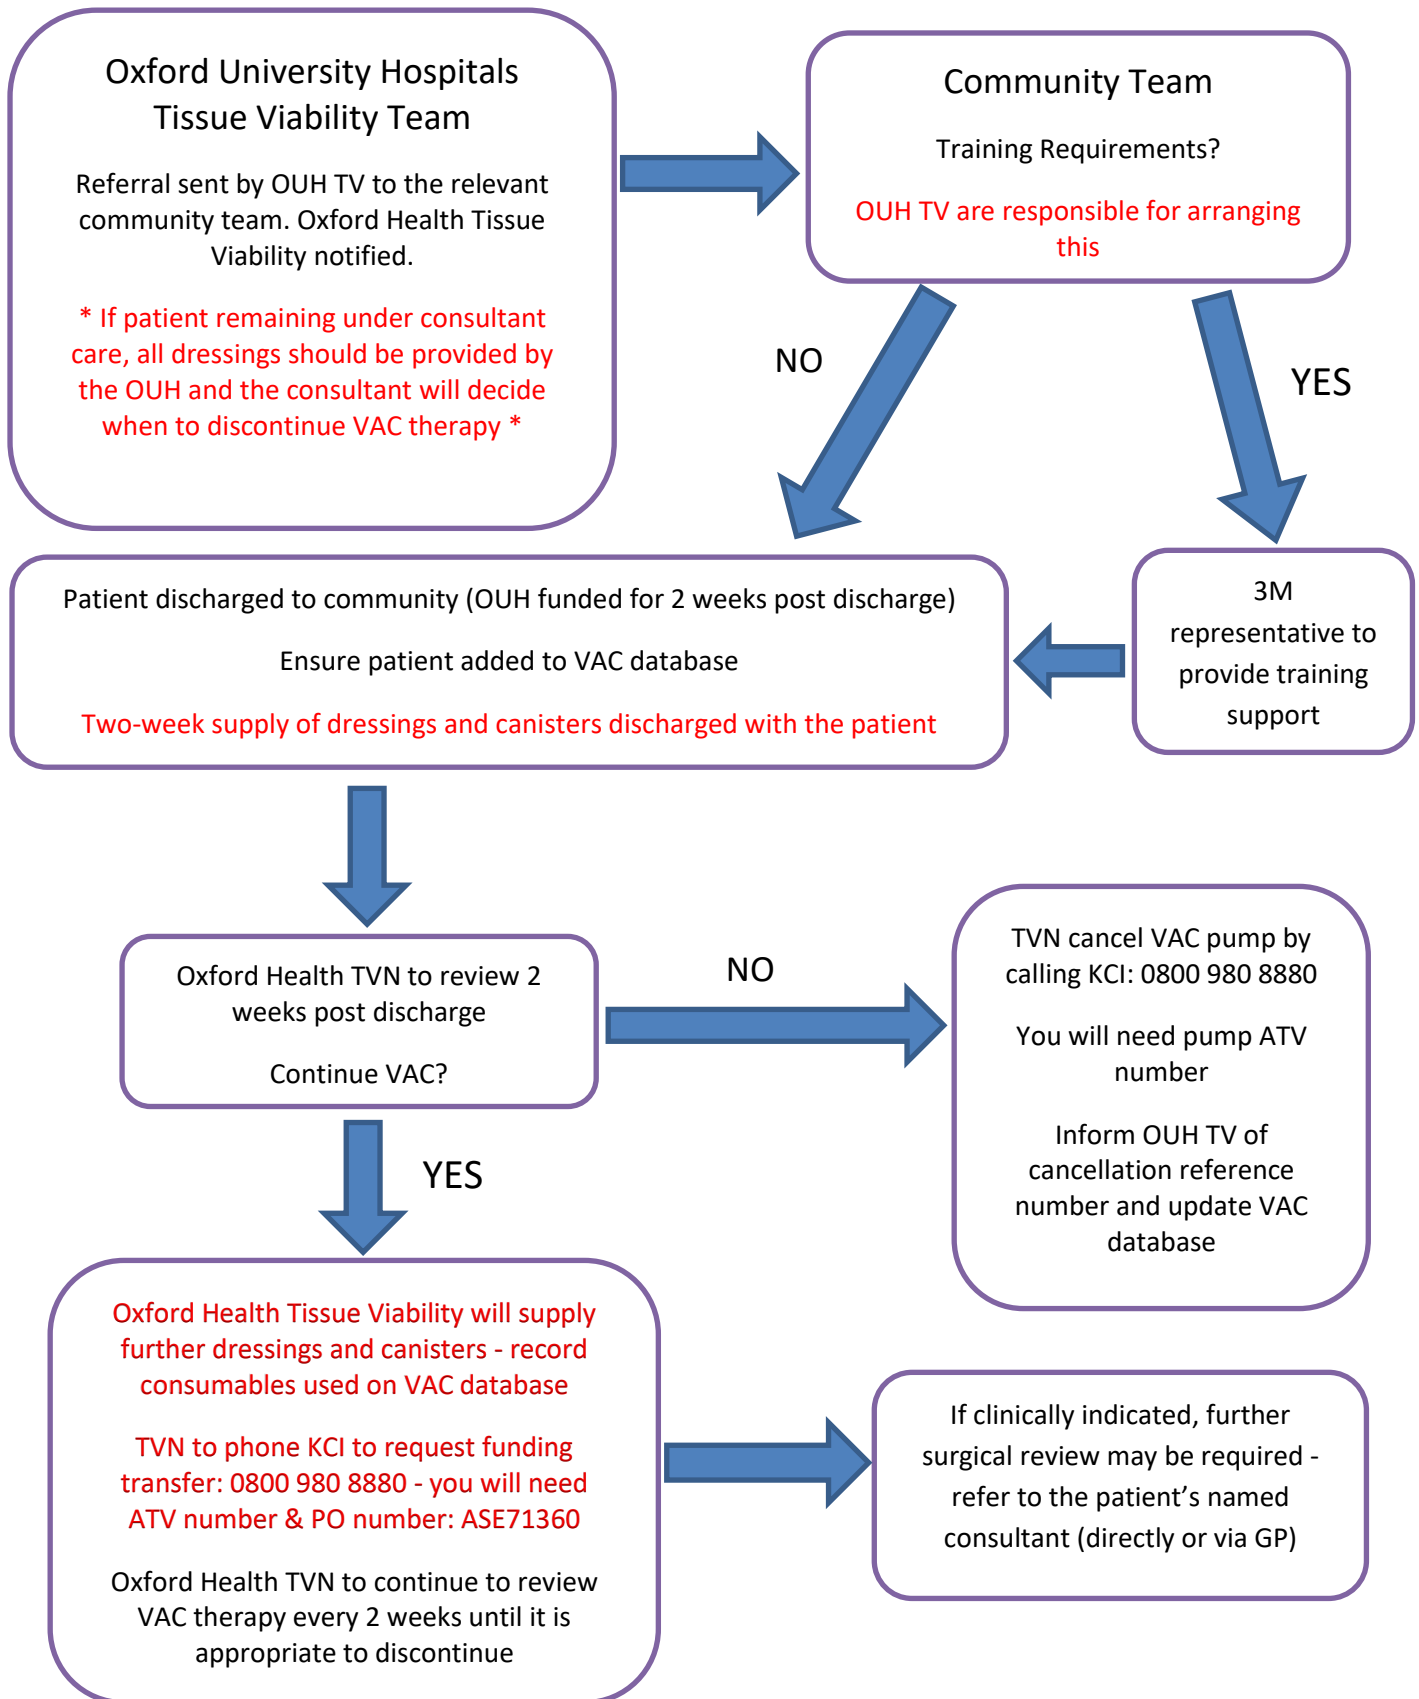 Oxford University Hospitals
Tissue Viability Team
Referral sent by OUH TV to the relevant
community team. Oxford Health Tissue
Viability notified.
* If patient remaining under consultant
care, all dressings should be provided by
the OUH and the consultant will decide
when to discontinue VAC therapy *
Community Team
Training Requirements?
OUH TV are responsible for arranging
this
NO
YES
3M
representative to
provide training
support
Patient discharged to community (OUH funded for 2 weeks post discharge)
Ensure patient added to VAC database
Two-week supply of dressings and canisters discharged with the patient
Oxford Health TVN to review 2
weeks post discharge
Continue VAC?
NO
TVN cancel VAC pump by
calling KCI: 0800 980 8880
You will need pump ATV
number
Inform OUH TV of
cancellation reference
number and update VAC
database
YES
Oxford Health Tissue Viability will supply
further dressings and canisters - record
consumables used on VAC database
TVN to phone KCI to request funding
transfer: 0800 980 8880 - you will need
ATV number & PO number: ASE71360
Oxford Health TVN to continue to review
VAC therapy every 2 weeks until it is
appropriate to discontinue
If clinically indicated, further
surgical review may be required -
refer to the patient’s named
consultant (directly or via GP)